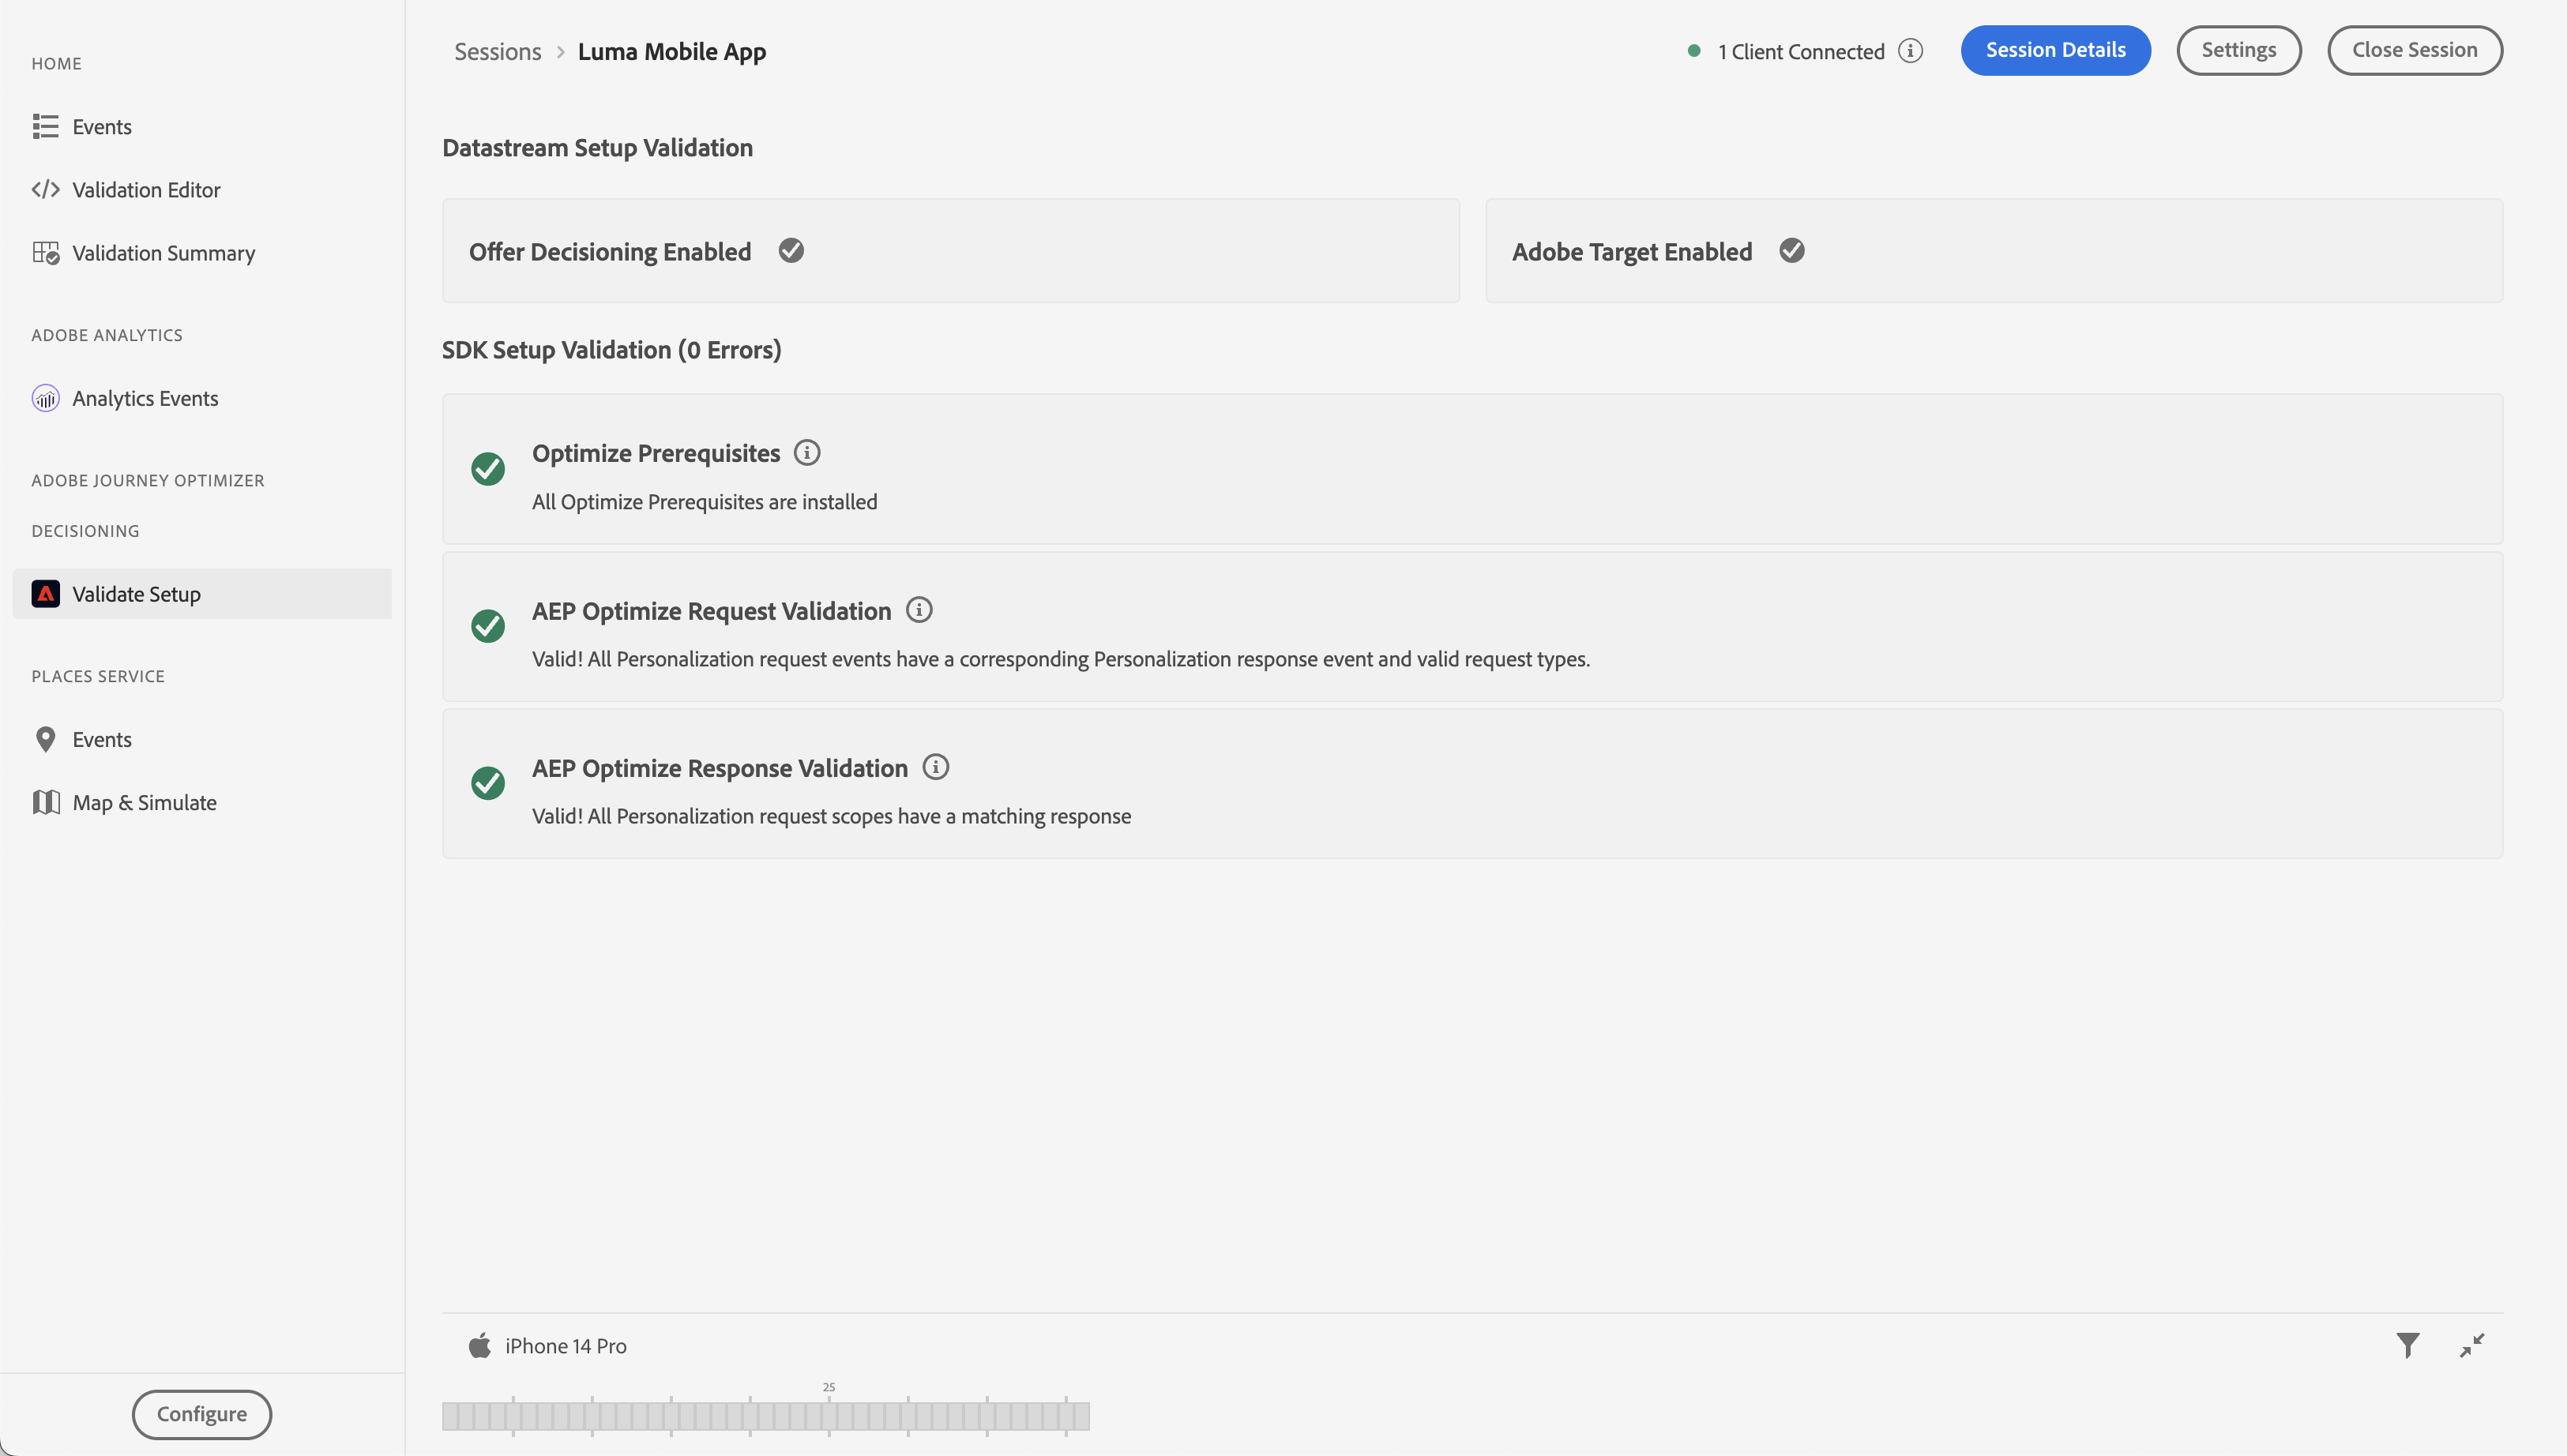 HOME
Events
Validation Editor
Validation Summary
ADOBE ANALYTICS
Analytics Events
ADOBE JOURNEY OPTIMIZER
DECISIONING
Validate Setup
PLACES SERVICE
Events
Map & Simulate
Configure
Sessions > Luma Mobile App
1 Client Connected
Session Details
Settings
Close Session
Datastream Setup Validation
Offer Decisioning Enabled
Adobe Target Enabled
SDK Setup Validation (0 Errors)
Optimize Prerequisites
All Optimize Prerequisites are installed
AEP Optimize Request Validation
Valid! All Personalization request events have a corresponding Personalization response event and valid request types.
AEP Optimize Response Validation
Valid! All Personalization request scopes have a matching response
iPhone 14 Pro
25